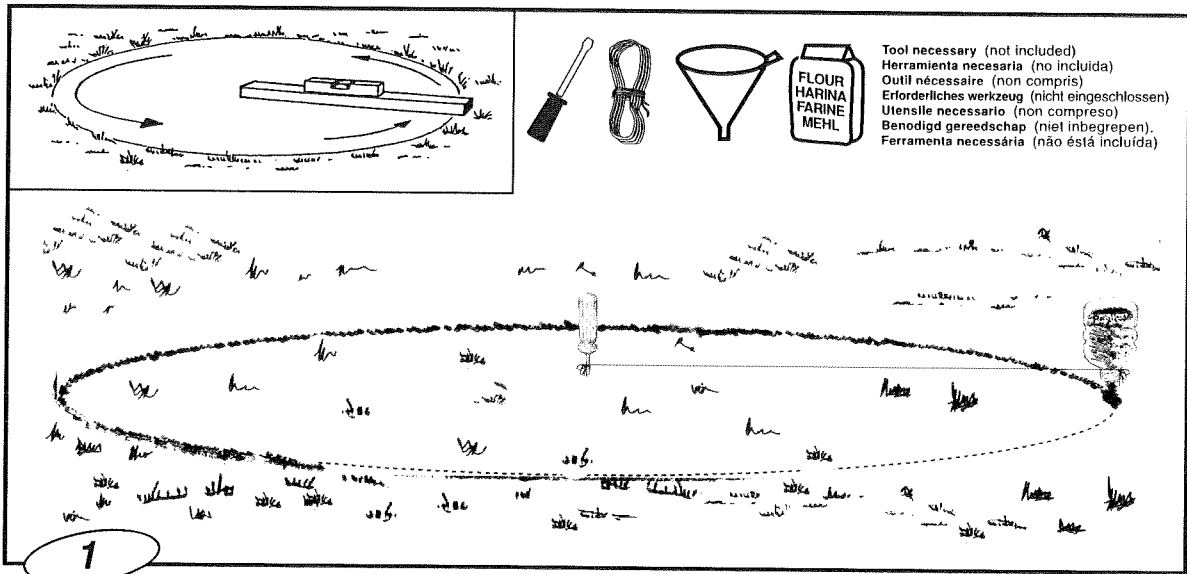 FLOUR
HARINA
FARINE
MEHL
Tool necessary (not included)
Herramienta necesaria (no incluida)
Outil nécessaire (non compris)
Erforderliches werkzeug (nicht eingeschlossen)
Utensile necessario (non compreso)
Benodigd gereedschap (niet inbegrepen).
Ferramenta necessária (não éstá incluída)
1